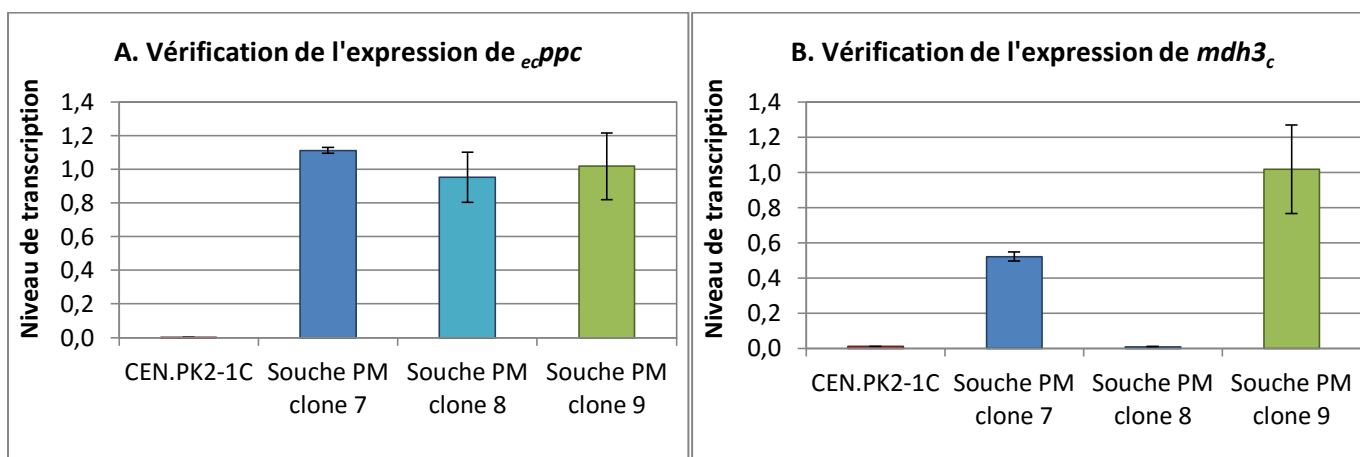 A. Vérification de l'expression de ecppc
Niveau de transcription
1,4
1,2
1,0
0,8
0,6
0,4
0,2
0,0
CEN.PK2-1C Souche PM clone 7 Souche PM clone 8 Souche PM clone 9
B. Vérification de l'expression de mdh3c
Niveau de transcription
1,4
1,2
1,0
0,8
0,6
0,4
0,2
0,0
CEN.PK2-1C Souche PM clone 7 Souche PM clone 8 Souche PM clone 9